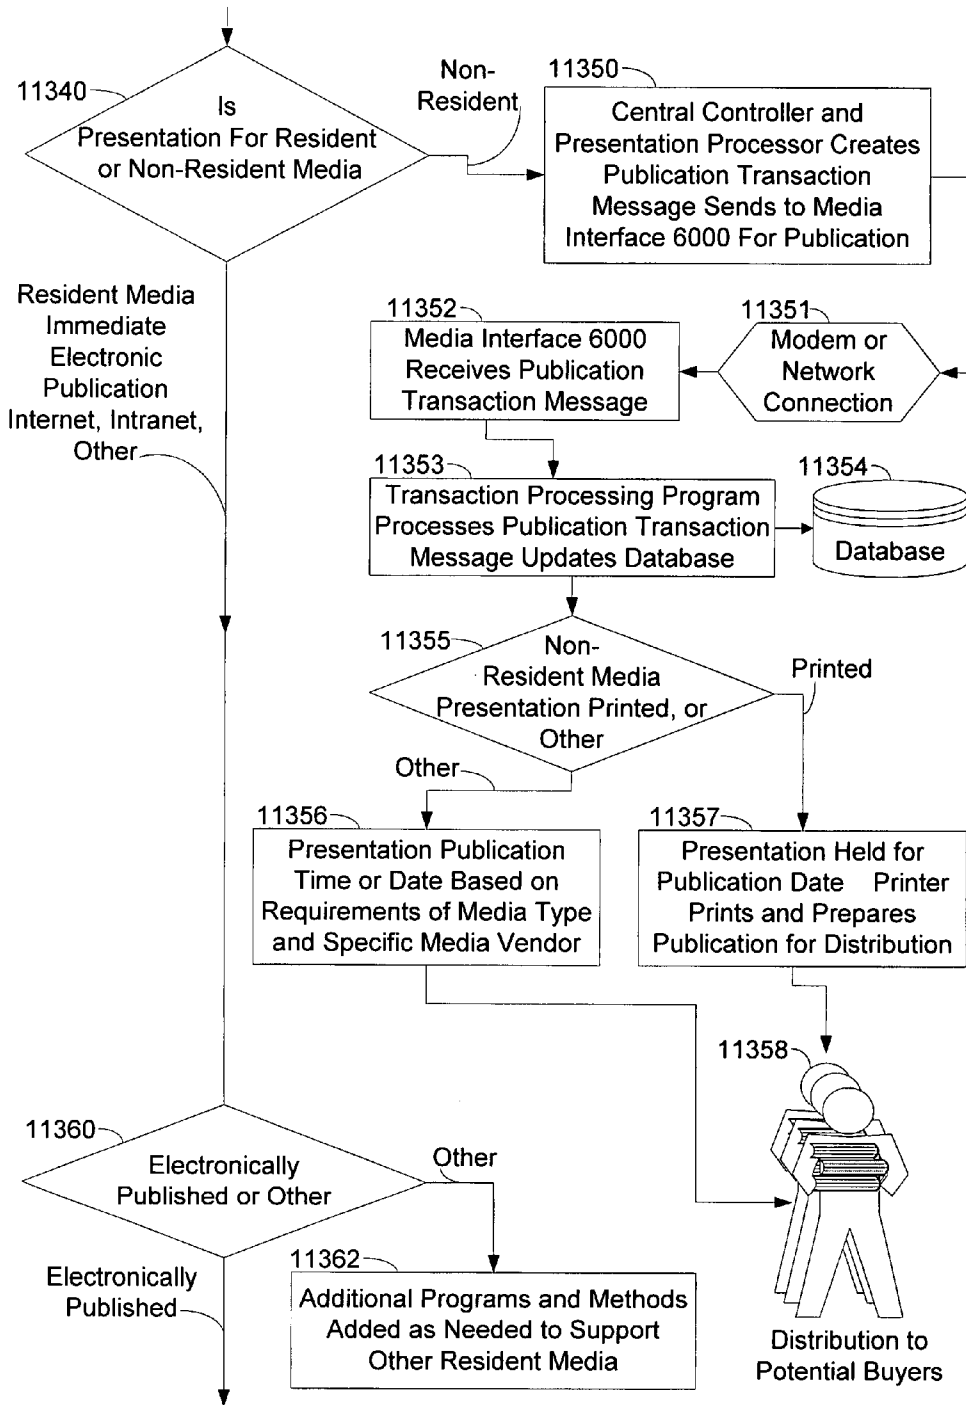 11340
Is
Presentation For Resident
or Non-Resident Media
Non-
Resident
11350
Central Controller and
Presentation Processor Creates
Publication Transaction
Message Sends to Media
Interface 6000 For Publication
Resident Media
Immediate
Electronic
Publication
Internet, Intranet,
Other
11352
Media Interface 6000
Receives Publication
Transaction Message
11351
Modem or
Network
Connection
11353
Transaction Processing Program
Processes Publication Transaction
Message Updates Database
11354
Database
11355
Non-
Resident Media
Presentation Printed, or
Other
Printed
Other
11356
Presentation Publication
Time or Date Based on
Requirements of Media Type
and Specific Media Vendor
11357
Presentation Held for
Publication Date Printer
Prints and Prepares
Publication for Distribution
11358
Distribution to
Potential Buyers
11360
Electronically
Published or Other
Other
Electronically
Published
11362
Additional Programs and Methods
Added as Needed to Support
Other Resident Media